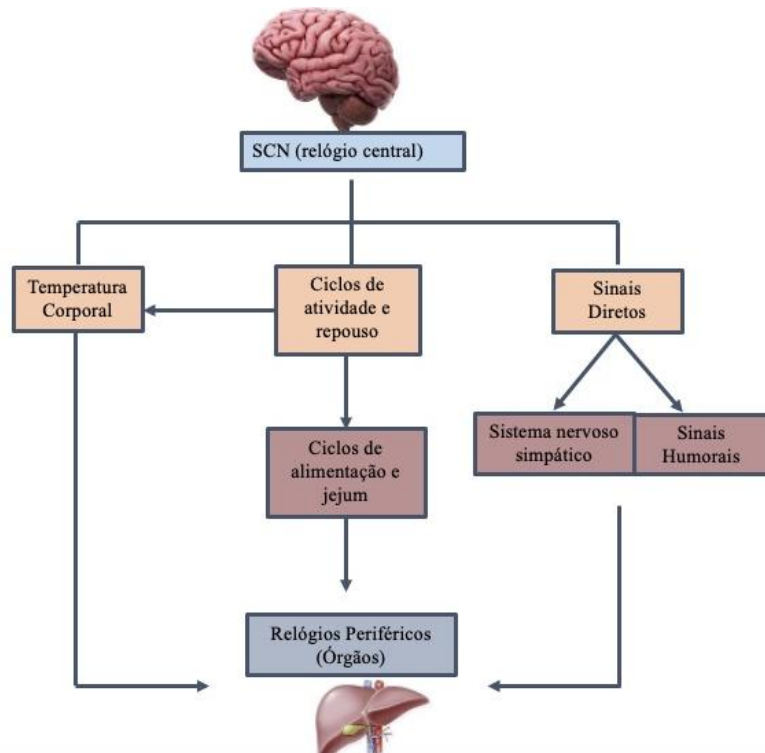 SCN (relógio central)
Temperatura
Corporal
Ciclos de
atividade e
repouso
Sinais
Diretos
Ciclos de
alimentação e
jejum
Sistema nervoso
simpático
Sinais
Humorais
Relógios Periféricos
(Órgãos)